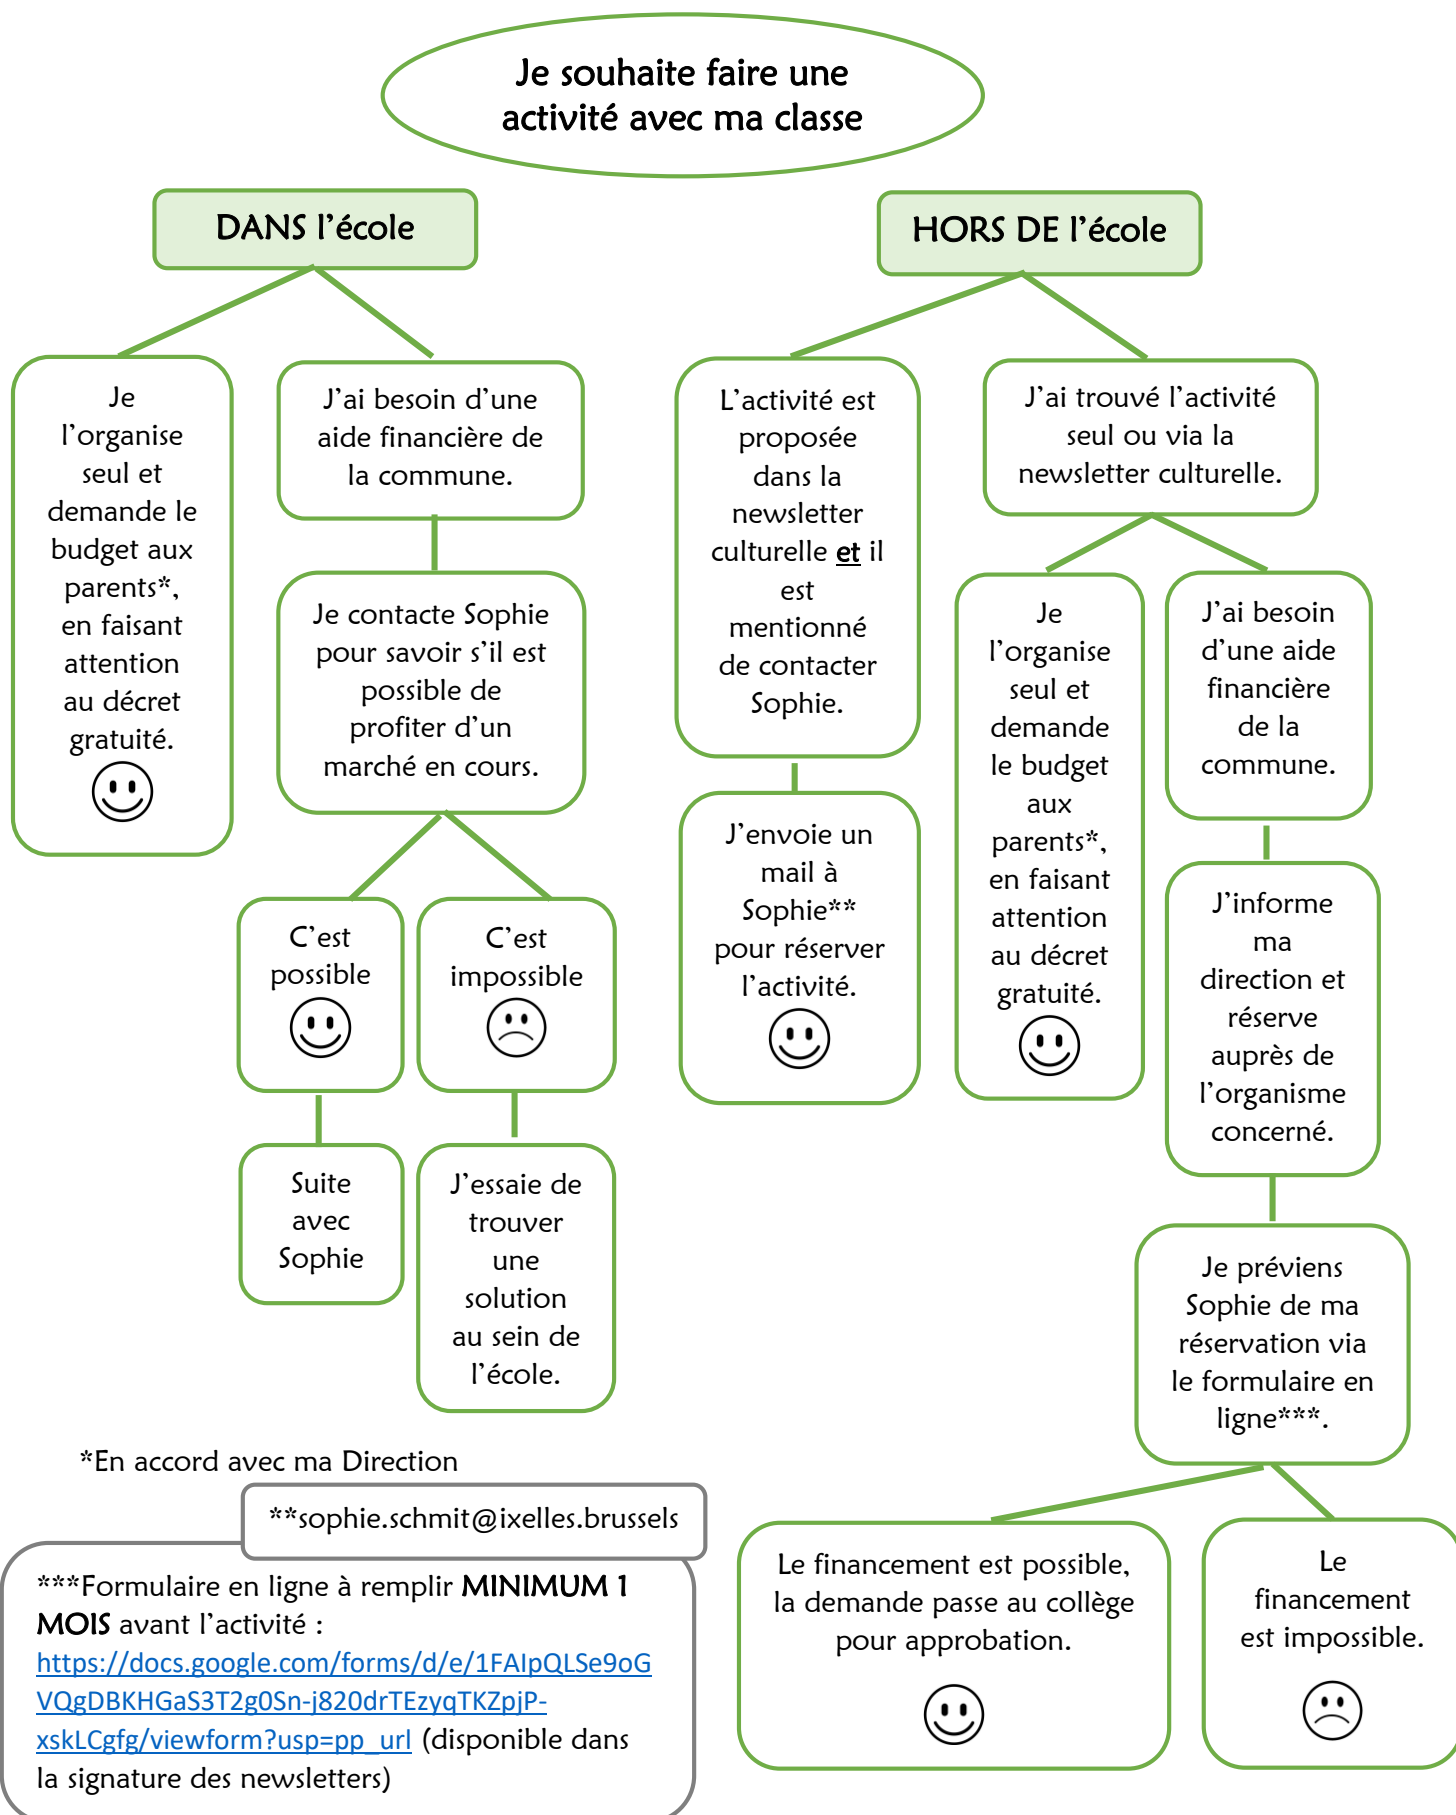 Je souhaite faire une
activité avec ma classe
DANS l'école
Je
l'organise
seul et
demande le
budget aux
parents*,
en faisant
attention
au décret
gratuité.
J'ai besoin d'une
aide financière de
la commune.
Je contacte Sophie
pour savoir s'il est
possible de
profiter d'un
marché en cours.
C'est
possible
Suite
avec
Sophie
C'est
impossible
J'essaie de
trouver
une
solution
au sein de
l'école.
HORS DE l'école
L'activité est
proposée
dans la
newsletter
culturelle et il
est
mentionné
de contacter
Sophie.
J'envoie un
mail à
Sophie**
pour réserver
l'activité.
J'ai trouvé l'activité
seul ou via la
newsletter culturelle.
Je
l'organise
seul et
demande
le budget
aux
parents*,
en faisant
attention
au décret
gratuité.
J'ai besoin
d'une aide
financière
de la
commune.
J'informe
ma
direction et
réserve
auprès de
l'organisme
concerné.
Je préviens
Sophie de ma
réservation via
le formulaire en
ligne***.
Le financement est possible,
la demande passe au collège
pour approbation.
Le
financement
est impossible.
*En accord avec ma Direction
**sophie.schmit@ixelles.brussels
***Formulaire en ligne à remplir MINIMUM 1
MOIS avant l'activité :
https://docs.google.com/forms/d/e/1FAIpQLSe9oG
VQgDBKHGaS3T2g0Sn-j820drTEzyqTKZpjP-
xskLCgfg/viewform?usp=pp_url (disponible dans
la signature des newsletters)